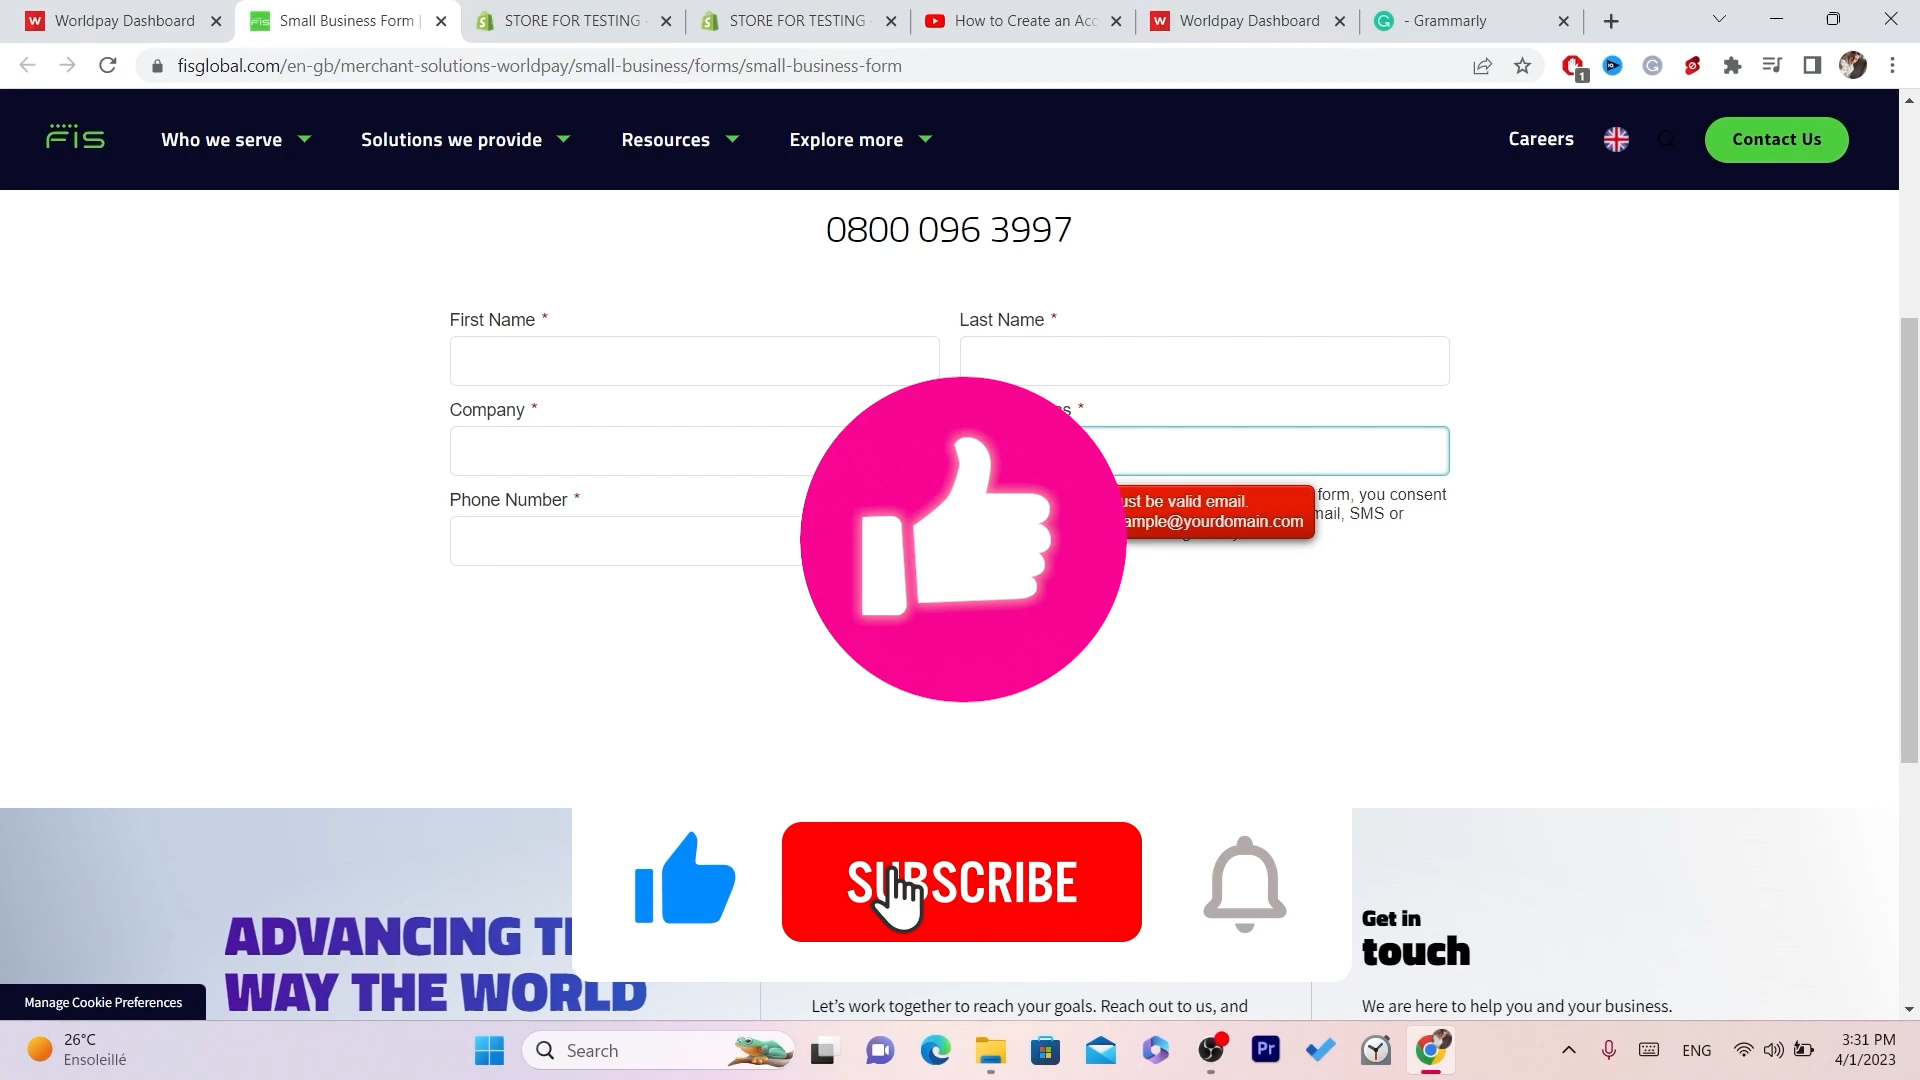 Worldpay Dashboard
Small Business Form |
STORE FOR TESTING
STORE FOR TESTING
How to Create an Acc
Worldpay Dashboard
- Grammarly
fisglobal.com/en-gb/merchant-solutions-worldpay/small-business/forms/small-business-form
1
FIS
Who we serve
Solutions we provide
Resources
Explore more
Careers
Contact Us
0800 096 3997
First Name *
Last Name *
Company *
Phone Number *
ust be valid email.
ample@yourdomain.com
form, you consent
mail, SMS or
SUBSCRIBE
ADVANCING
WAY THE WORLD
Get in
touch
Manage Cookie Preferences
Let's work together to reach your goals. Reach out to us, and
We are here to help you and your business.
26°C
Ensoleillé
Search
Pr
ENG
3:31 PM
4/1/2023